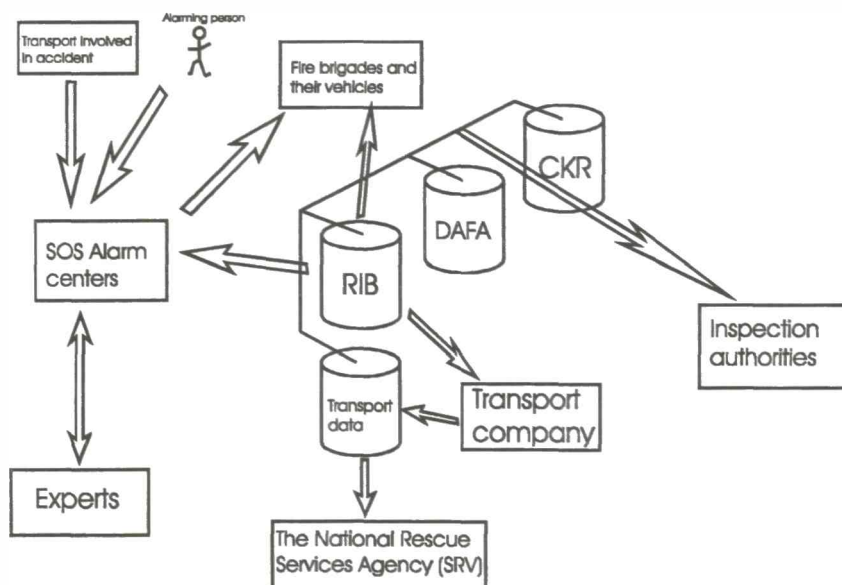 Alarming person
Transport involved
in accident
Fire brigades and
their vehicles
CKR
DAFA
SOS Alarm
centers
RIB
Inspection
authorities
Transport
data
Transport
company
Experts
The National Rescue
Services Agency (SRV)